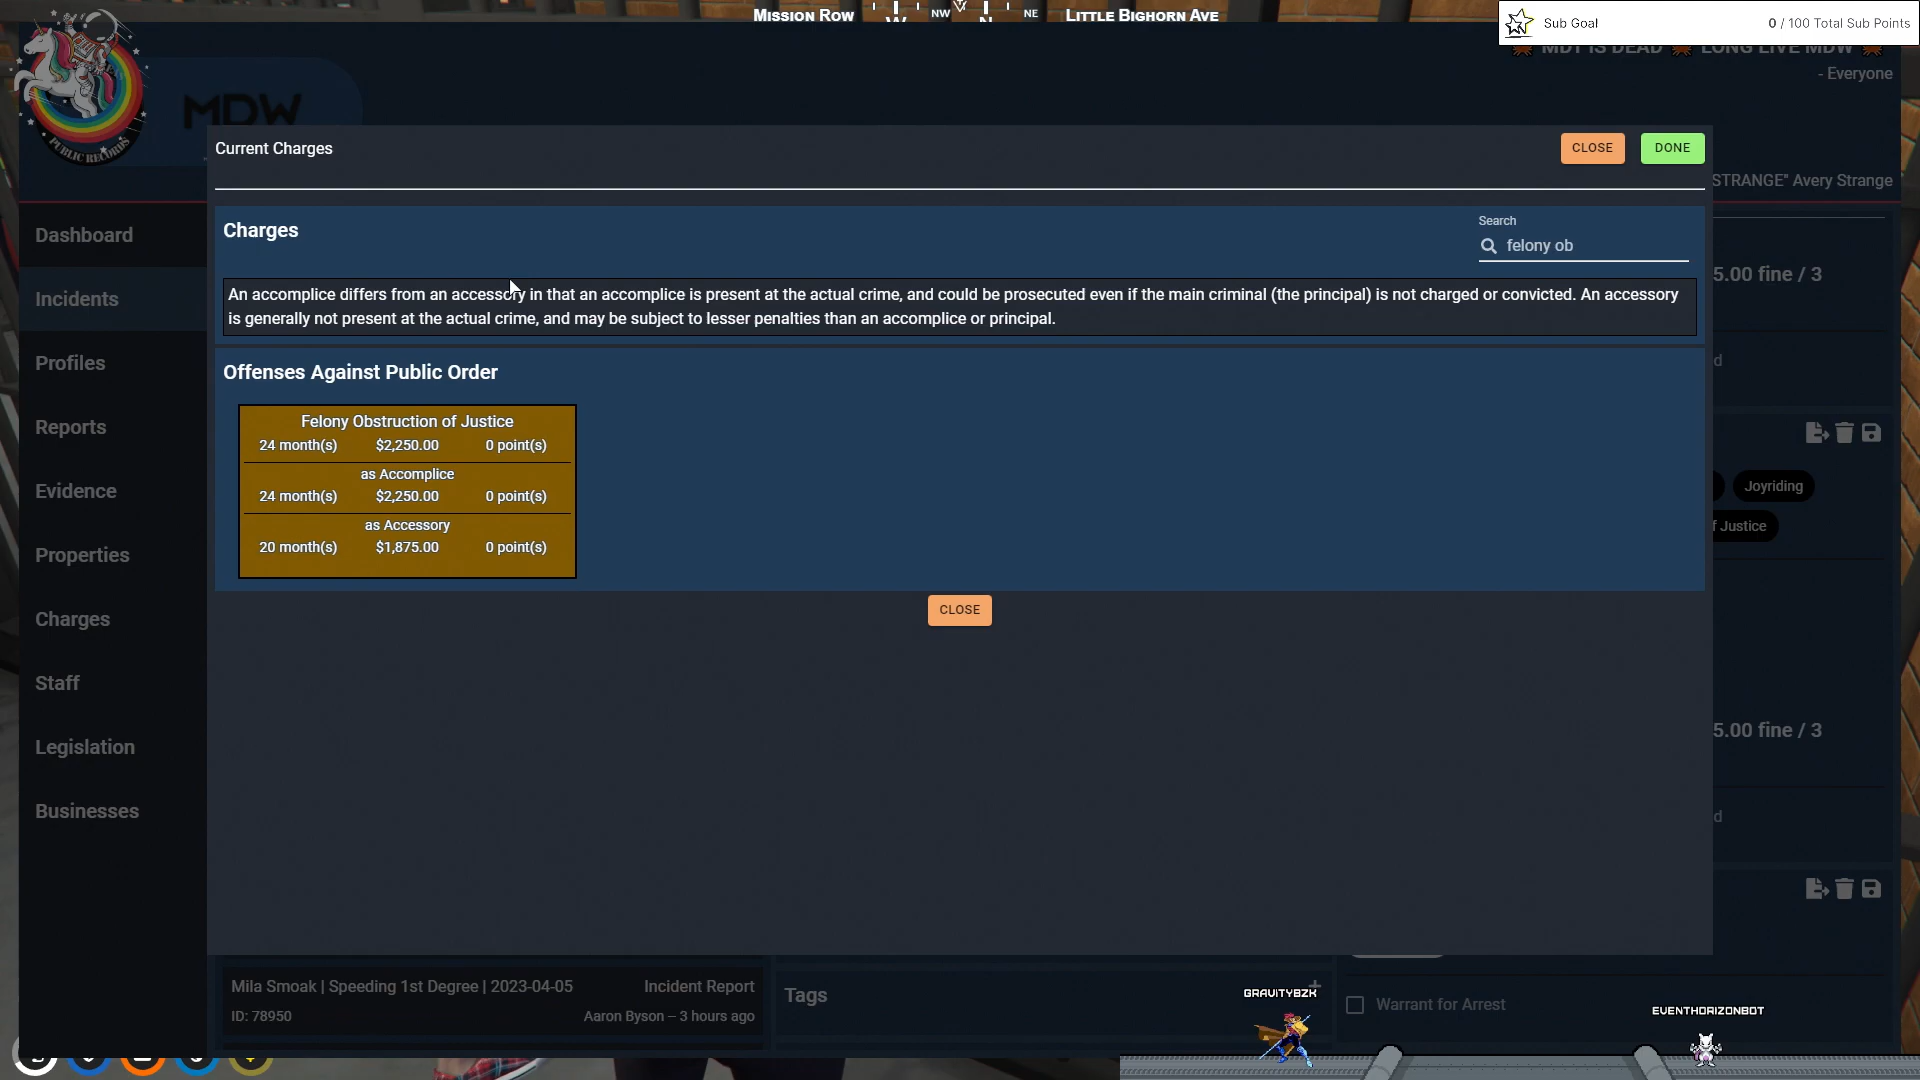 Mission Row
NW
N
NE
Little Bighorn Ave
Sub Goal
0 / 100 Total Sub Points
MDT IS DEAD
LONG LIVE MDW
- Everyone
PUBLIC RECORDS
MDW
Current Charges
CLOSE
DONE
STRANGE" Avery Strange
Dashboard
Incidents
Profiles
Reports
Evidence
Properties
Charges
Staff
Legislation
Businesses
Charges
Search
felony ob
An accomplice differs from an accessory in that an accomplice is present at the actual crime, and could be prosecuted even if the main criminal (the principal) is not charged or convicted. An accessory
is generally not present at the actual crime, and may be subject to lesser penalties than an accomplice or principal.
Offenses Against Public Order
Felony Obstruction of Justice
24 month(s) $2,250.00 0 point(s)
as Accomplice
24 month(s) $2,250.00 0 point(s)
as Accessory
20 month(s) $1,875.00 0 point(s)
CLOSE
5.00 fine / 3
d
Joyriding
f Justice
5.00 fine / 3
d
Mila Smoak | Speeding 1st Degree | 2023-04-05
Incident Report
ID: 78950
Aaron Byson – 3 hours ago
Tags
Warrant for Arrest
GRAVITYBZK
EVENTHORIZONBOT